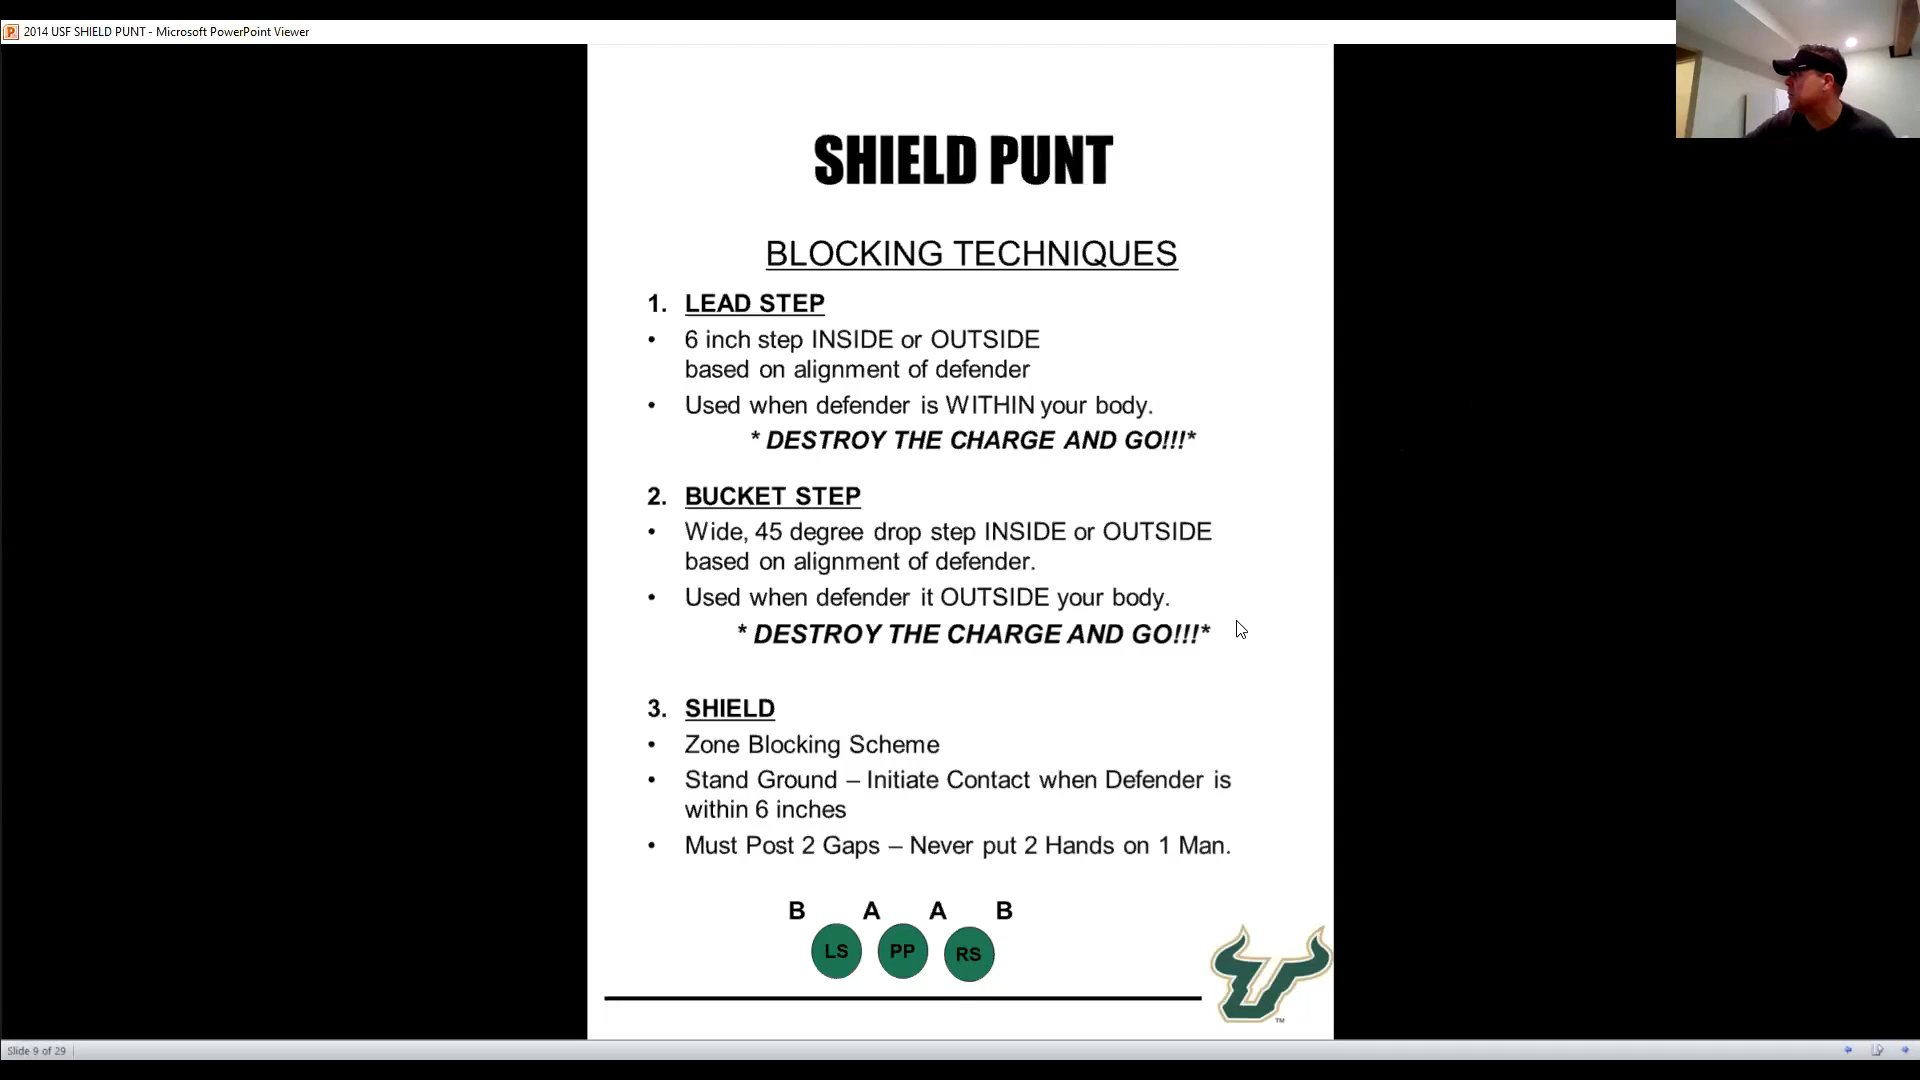 2014 USF SHIELD PUNT - Microsoft PowerPoint Viewer
SHIELD PUNT
BLOCKING TECHNIQUES
1. LEAD STEP
• 6 inch step INSIDE or OUTSIDE
based on alignment of defender
• Used when defender is WITHIN your body.
* DESTROY THE CHARGE AND GO!!!*
2. BUCKET STEP
• Wide, 45 degree drop step INSIDE or OUTSIDE
based on alignment of defender.
• Used when defender it OUTSIDE your body.
* DESTROY THE CHARGE AND GO!!!*
3. SHIELD
• Zone Blocking Scheme
• Stand Ground – Initiate Contact when Defender is
within 6 inches
• Must Post 2 Gaps – Never put 2 Hands on 1 Man.
B A A B
LS PP RS
TM
Slide 9 of 29